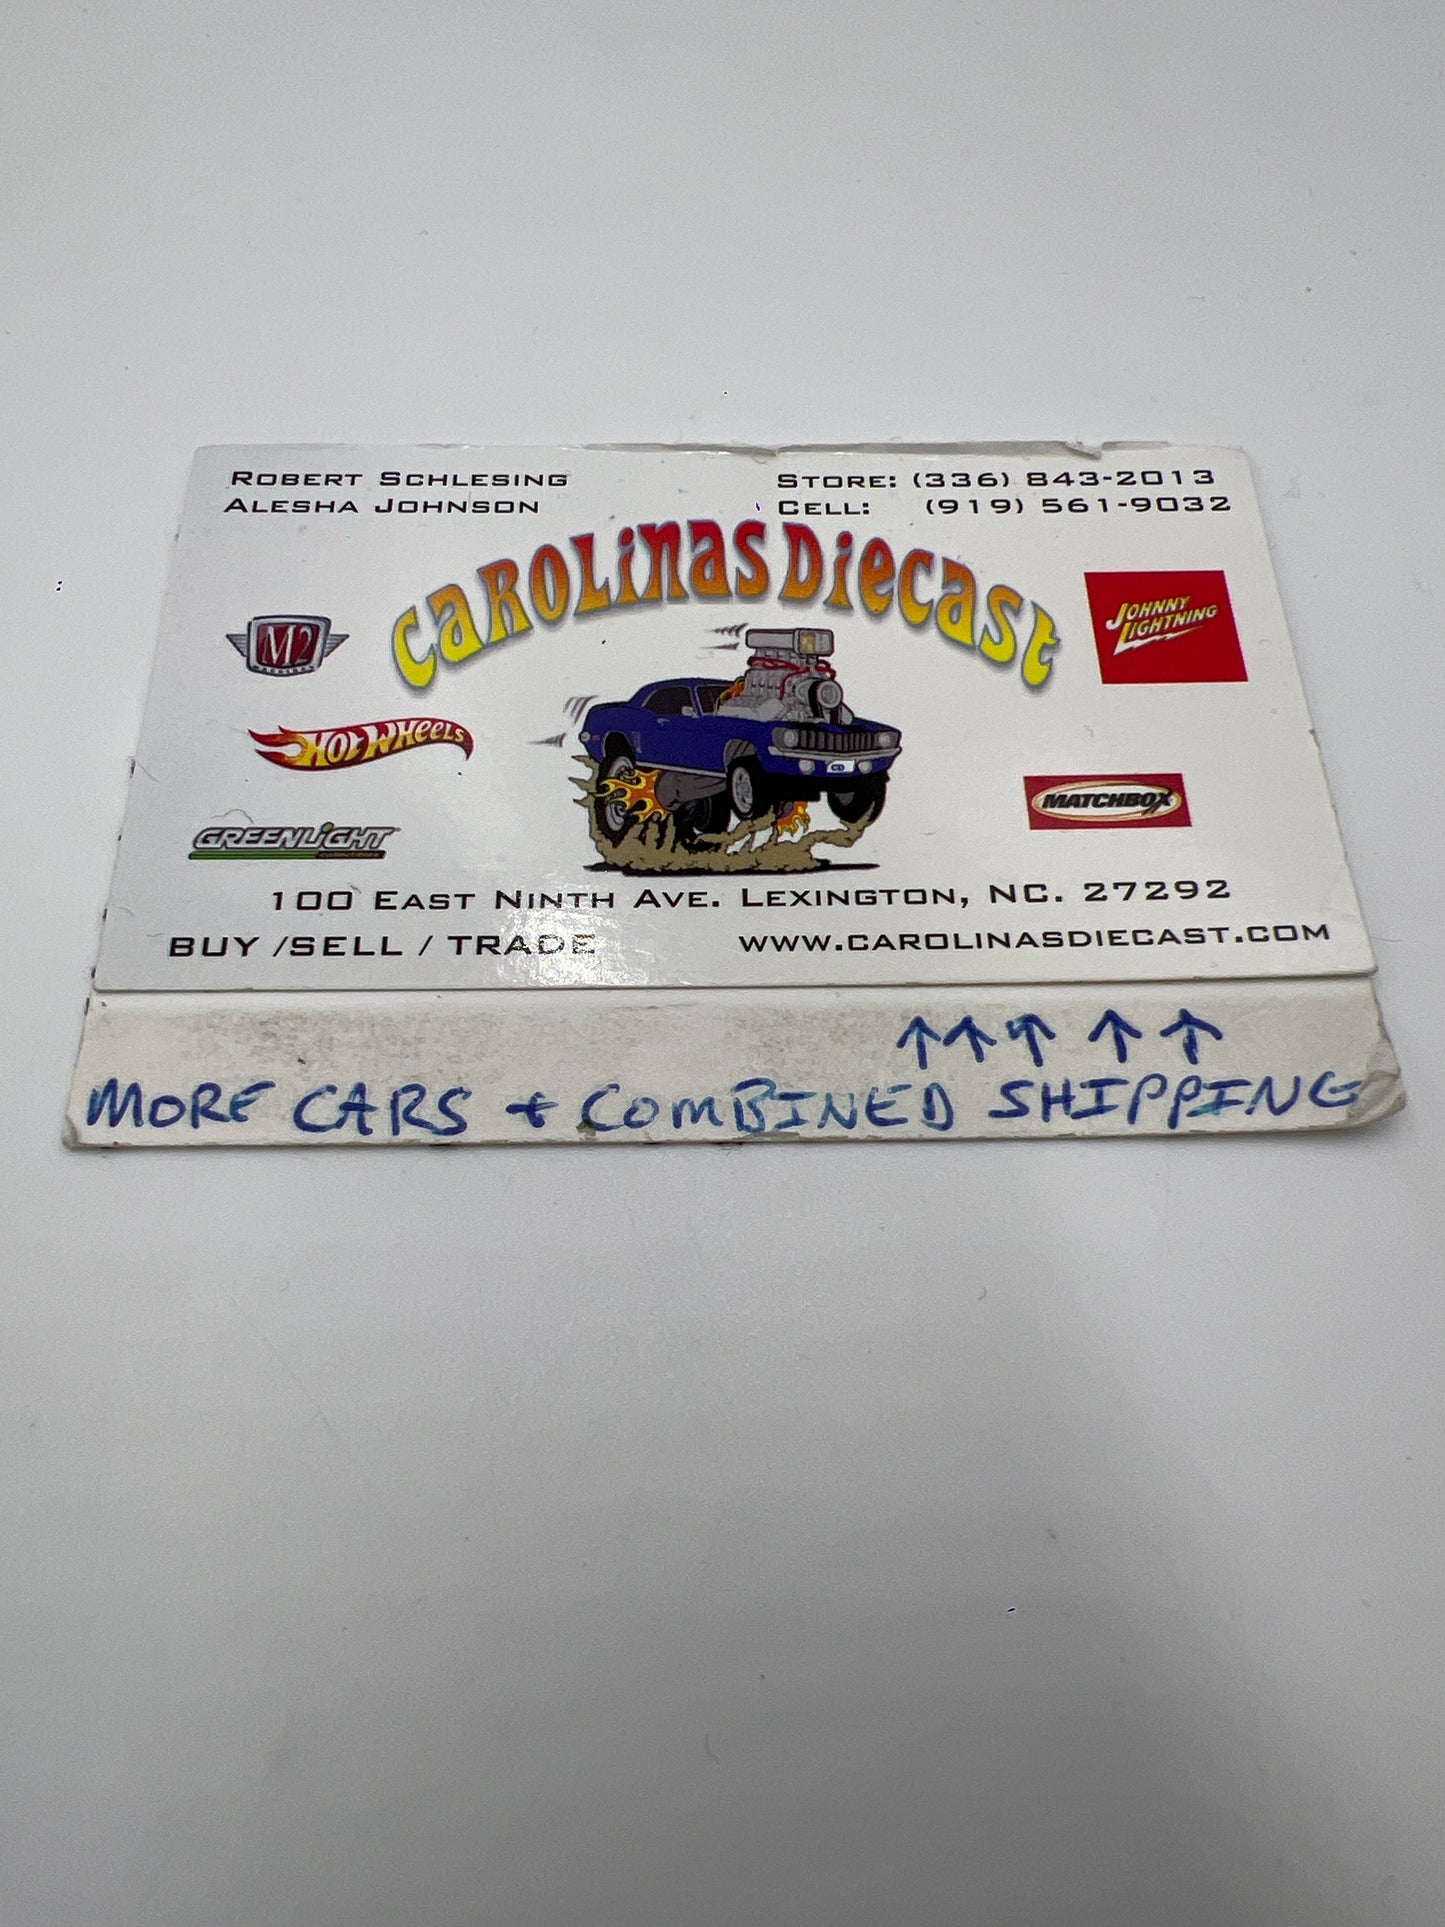 ROBERT SCHLESING
ALESHA JOHNSON
STORE: (336) 843-2013
CELL: (919) 561-9032
CAROLINAS DIECAST
M2
JOHNNY
LIGHTNING
HOT WHEELS
MATCHBOX
GREENLIGHT
100 EAST NINTH AVE. LEXINGTON, NC. 27292
BUY /SELL / TRADE
WWW.CAROLINASDIECAST.COM
↑ ↑ ↑ ↑ ↑
MORE CARS + COMBINED SHIPPING